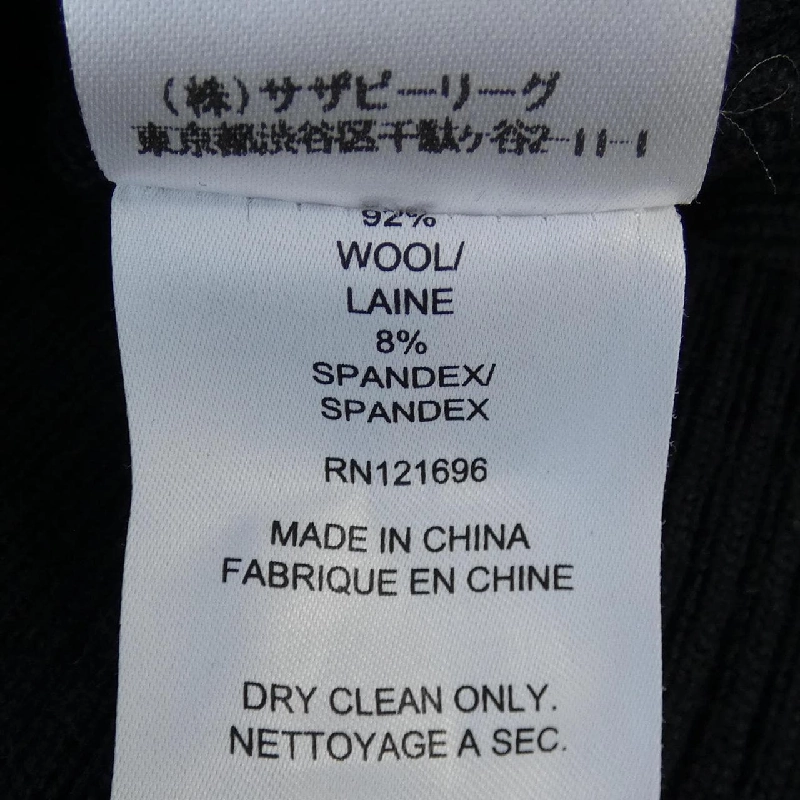 (株)サザビーリーグ
東京都渋谷区千駄ヶ谷2-11-1
92%
WOOL/
LAINE
8%
SPANDEX/
SPANDEX
RN121696
MADE IN CHINA
FABRIQUE EN CHINE
DRY CLEAN ONLY.
NETTOYAGE A SEC.